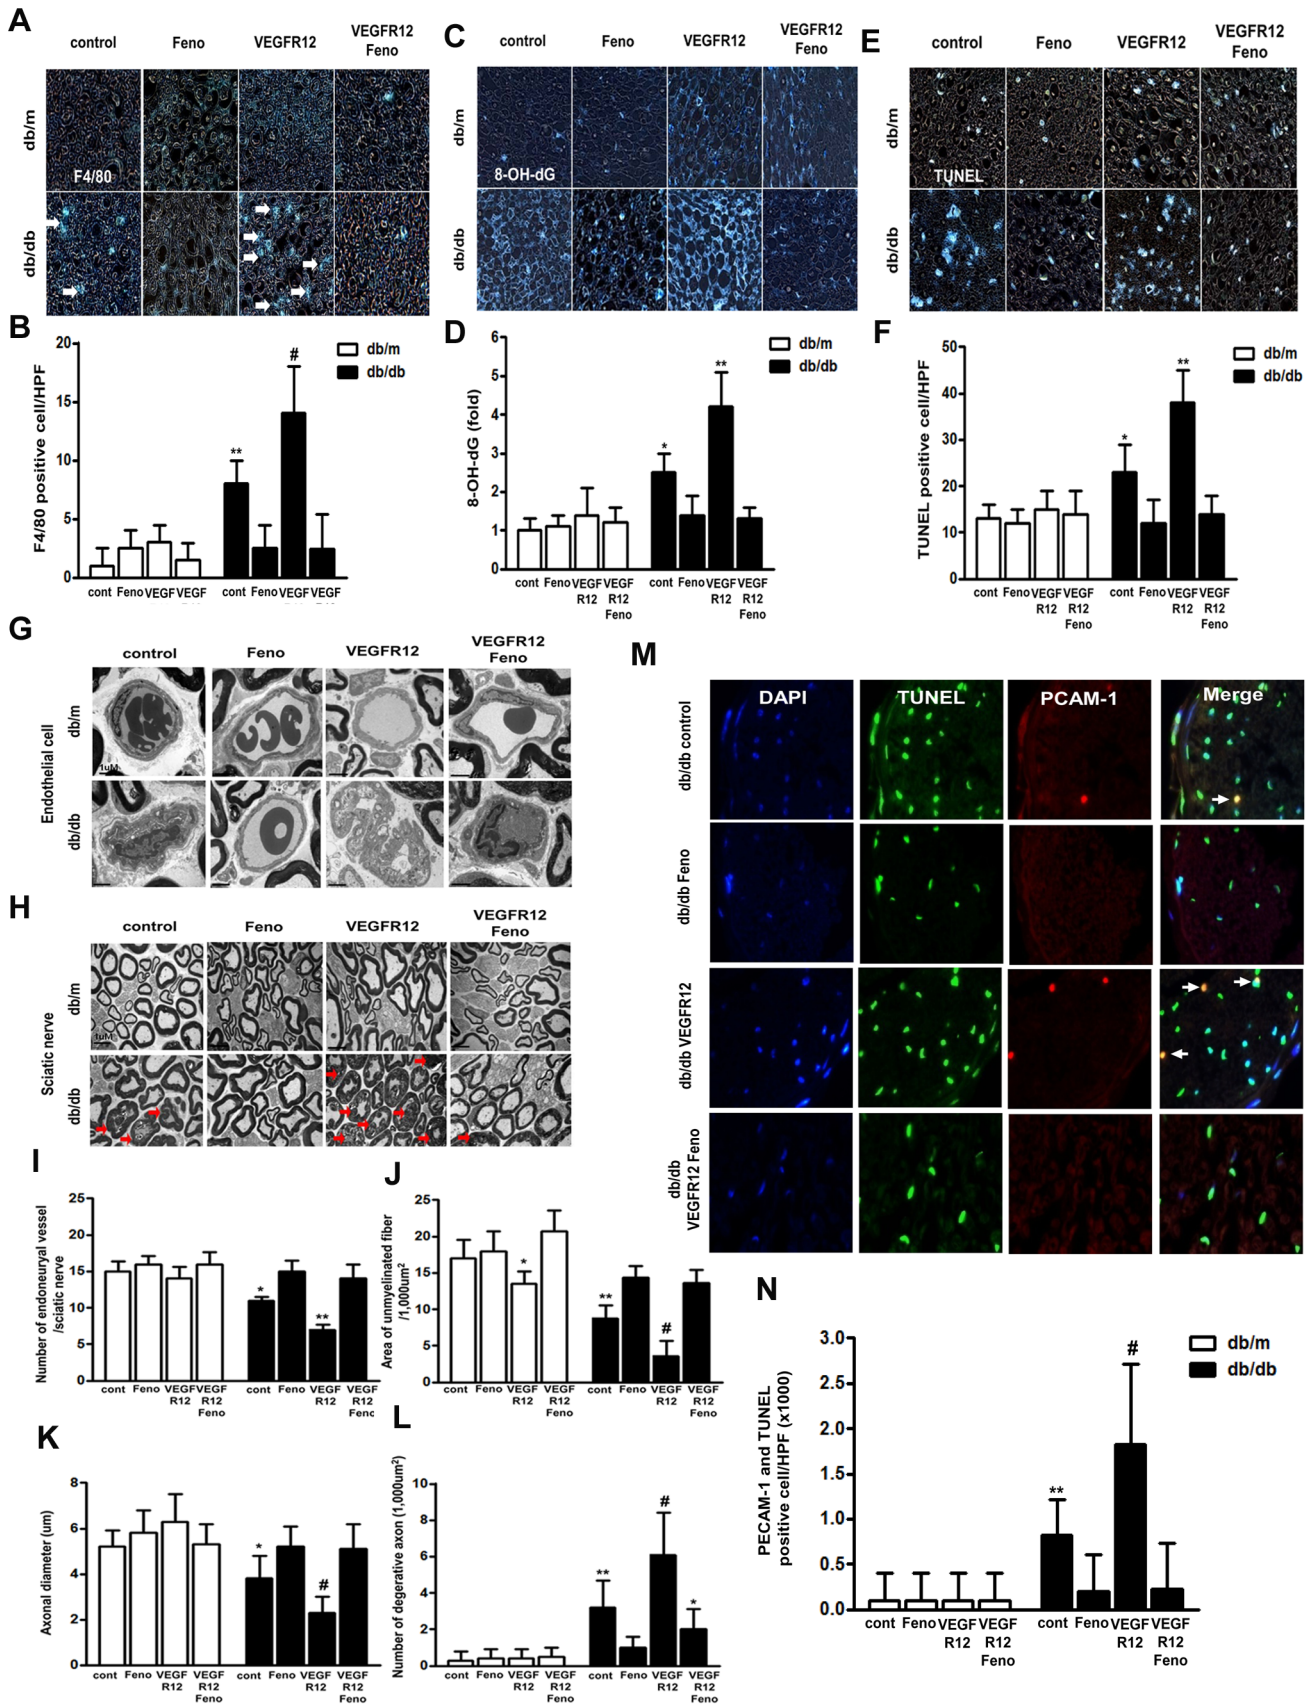 A
control
Feno
VEGFR12
VEGFR12
Feno
db/m
F4/80
db/db
C
control
Feno
VEGFR12
VEGFR12
Feno
db/m
8-OH-dG
db/db
E
control
Feno
VEGFR12
VEGFR12
Feno
db/m
TUNEL
db/db
B
F4/80 positive cell/HPF
20
15
10
5
0
**
#
db/m
db/db
cont Feno VEGF VEGF
cont Feno VEGF VEGF
D
8-OH-dG (fold)
6
5
4
3
2
1
0
*
**
db/m
db/db
cont Feno VEGF VEGF
R12 R12
Feno
cont Feno VEGF VEGF
R12 R12
Feno
F
TUNEL positive cell/HPF
50
40
30
20
10
0
*
**
db/m
db/db
cont Feno VEGF VEGF
R12 R12
Feno
cont Feno VEGF VEGF
R12 R12
Feno
G
control
Feno
VEGFR12
VEGFR12
Feno
Endothelial cell
db/m
1uM
db/db
H
control
Feno
VEGFR12
VEGFR12
Feno
Sciatic nerve
db/m
1uM
db/db
I
Number of endoneuryal vessel
/sciatic nerve
25
20
15
10
5
0
*
**
cont Feno VEGF VEGF
R12 R12
Feno
cont Feno VEGF VEGF
R12 R12
Feno
J
Area of unmyelinated fiber
/1,000um²
25
20
15
10
5
0
*
**
#
cont Feno VEGF VEGF
R12 R12
Feno
cont Feno VEGF VEGF
R12 R12
Feno
K
Axonal diameter (um)
8
6
4
2
0
*
#
cont Feno VEGF VEGF
R12 R12
Feno
cont Feno VEGF VEGF
R12 R12
Feno
L
Number of degerative axon (1,000um²)
10
8
6
4
2
0
**
#
*
cont Feno VEGF VEGF
R12 R12
Feno
cont Feno VEGF VEGF
R12 R12
Feno
M
DAPI
TUNEL
PCAM-1
Merge
db/db control
db/db Feno
db/db VEGFR12
db/db
VEGFR12 Feno
N
PECAM-1 and TUNEL
positive cell/HPF (x1000)
3.0
2.5
2.0
1.5
1.0
0.5
0.0
**
#
db/m
db/db
cont Feno VEGF VEGF
R12 R12
Feno
cont Feno VEGF VEGF
R12 R12
Feno